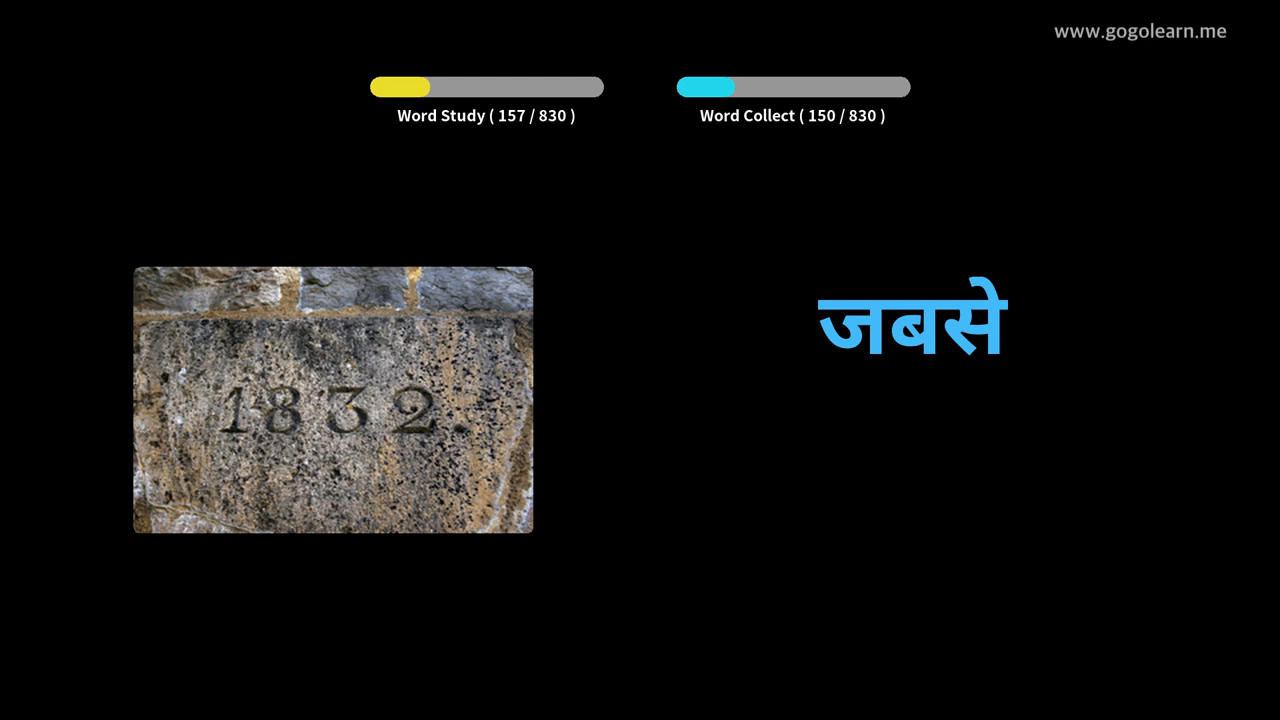 www.gogolearn.me
Word Study ( 157 / 830 )
Word Collect ( 150 / 830 )
जबसे
1832.